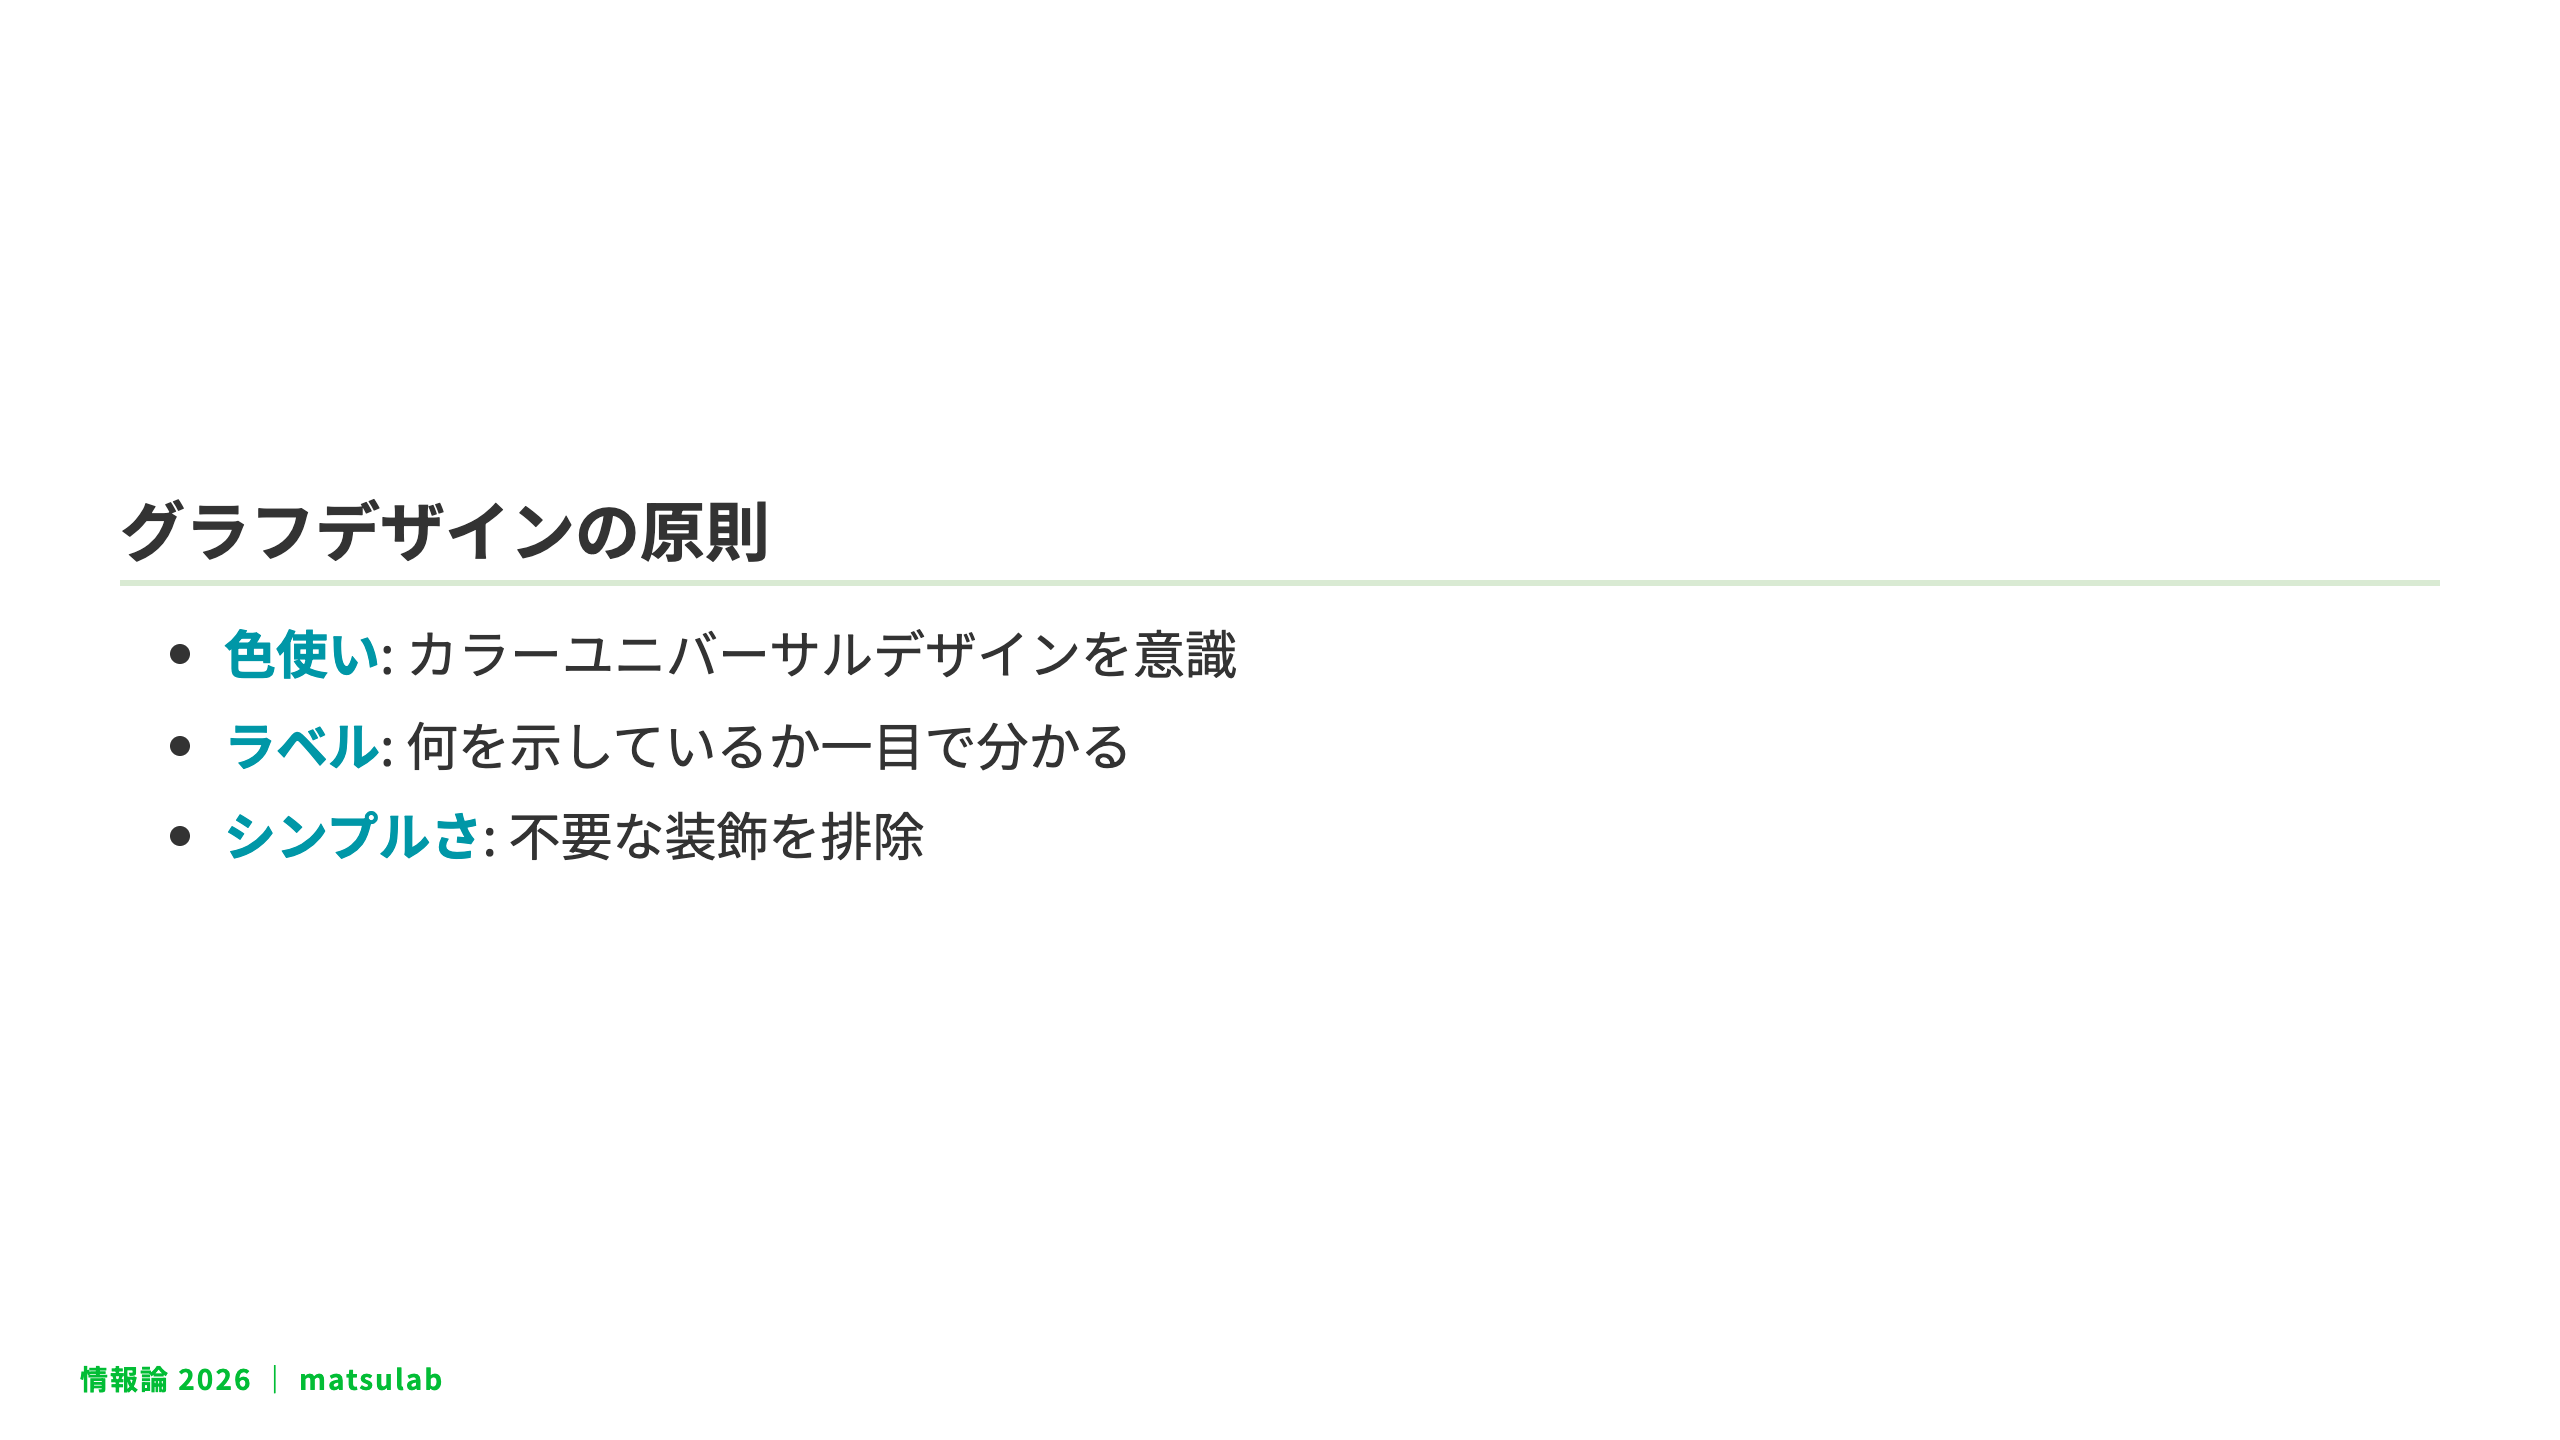 グラフデザインの原則
• 色使い: カラーユニバーサルデザインを意識
• ラベル: 何を示しているか一目で分かる
• シンプルさ: 不要な装飾を排除
情報論 2026 | matsulab